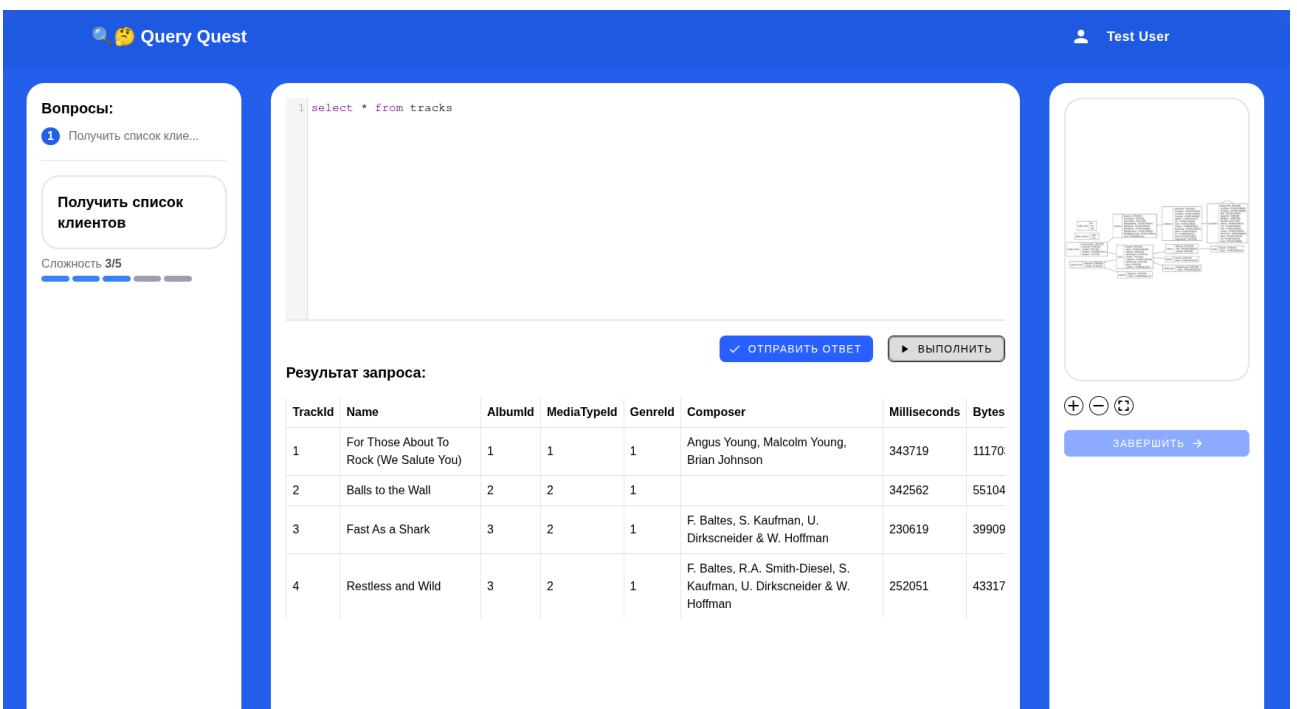 🔍🤔 Query Quest
Test User
Вопросы:
1 Получить список клие...
Получить список
клиентов
Сложность 3/5
1 select * from tracks
ОТПРАВИТЬ ОТВЕТ
ВЫПОЛНИТЬ
Результат запроса:
TrackId Name AlbumId MediaTypeId GenreId Composer Milliseconds Bytes
1 For Those About To Rock (We Salute You) 1 1 1 Angus Young, Malcolm Young, Brian Johnson 343719 11170
2 Balls to the Wall 2 2 1 342562 55104
3 Fast As a Shark 3 2 1 F. Baltes, S. Kaufman, U. Dirkscneider & W. Hoffman 230619 39909
4 Restless and Wild 3 2 1 F. Baltes, R.A. Smith-Diesel, S. Kaufman, U. Dirkscneider & W. Hoffman 252051 43317
ЗАВЕРШИТЬ